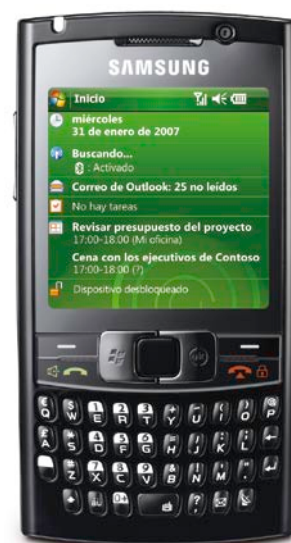 SAMSUNG
Inicio
miércoles
31 de enero de 2007
Buscando...
: Activado
Correo de Outlook: 25 no leídos
No hay tareas
Revisar presupuesto del proyecto
17:00-18:00 (Mi oficina)
Cena con los ejecutivos de Contoso
17:00-18:00 (?)
Dispositivo desbloqueado
ok
Q W E R T Y U I O P
A S D F G H J K L
Z X C V B N M